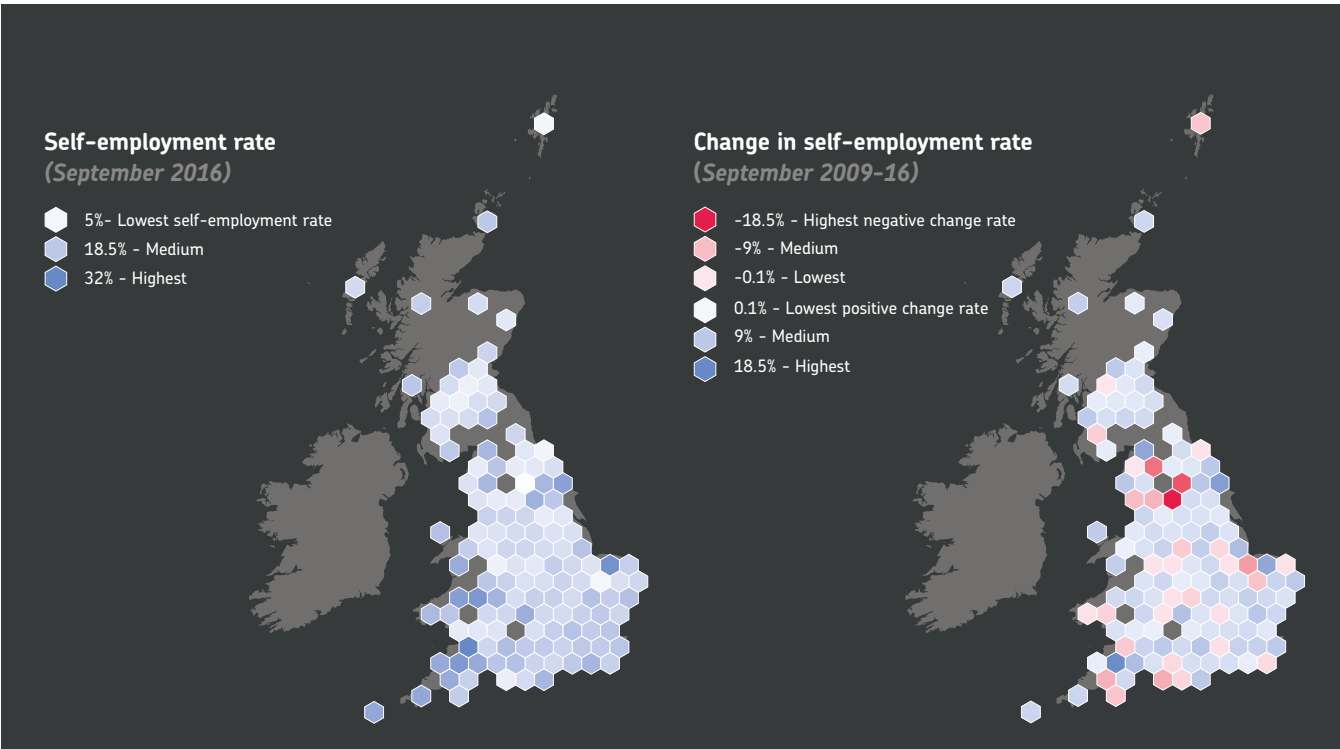 Self-employment rate
(September 2016)
5%- Lowest self-employment rate
18.5% - Medium
32% - Highest
Change in self-employment rate
(September 2009-16)
-18.5% - Highest negative change rate
-9% - Medium
-0.1% - Lowest
0.1% - Lowest positive change rate
9% - Medium
18.5% - Highest